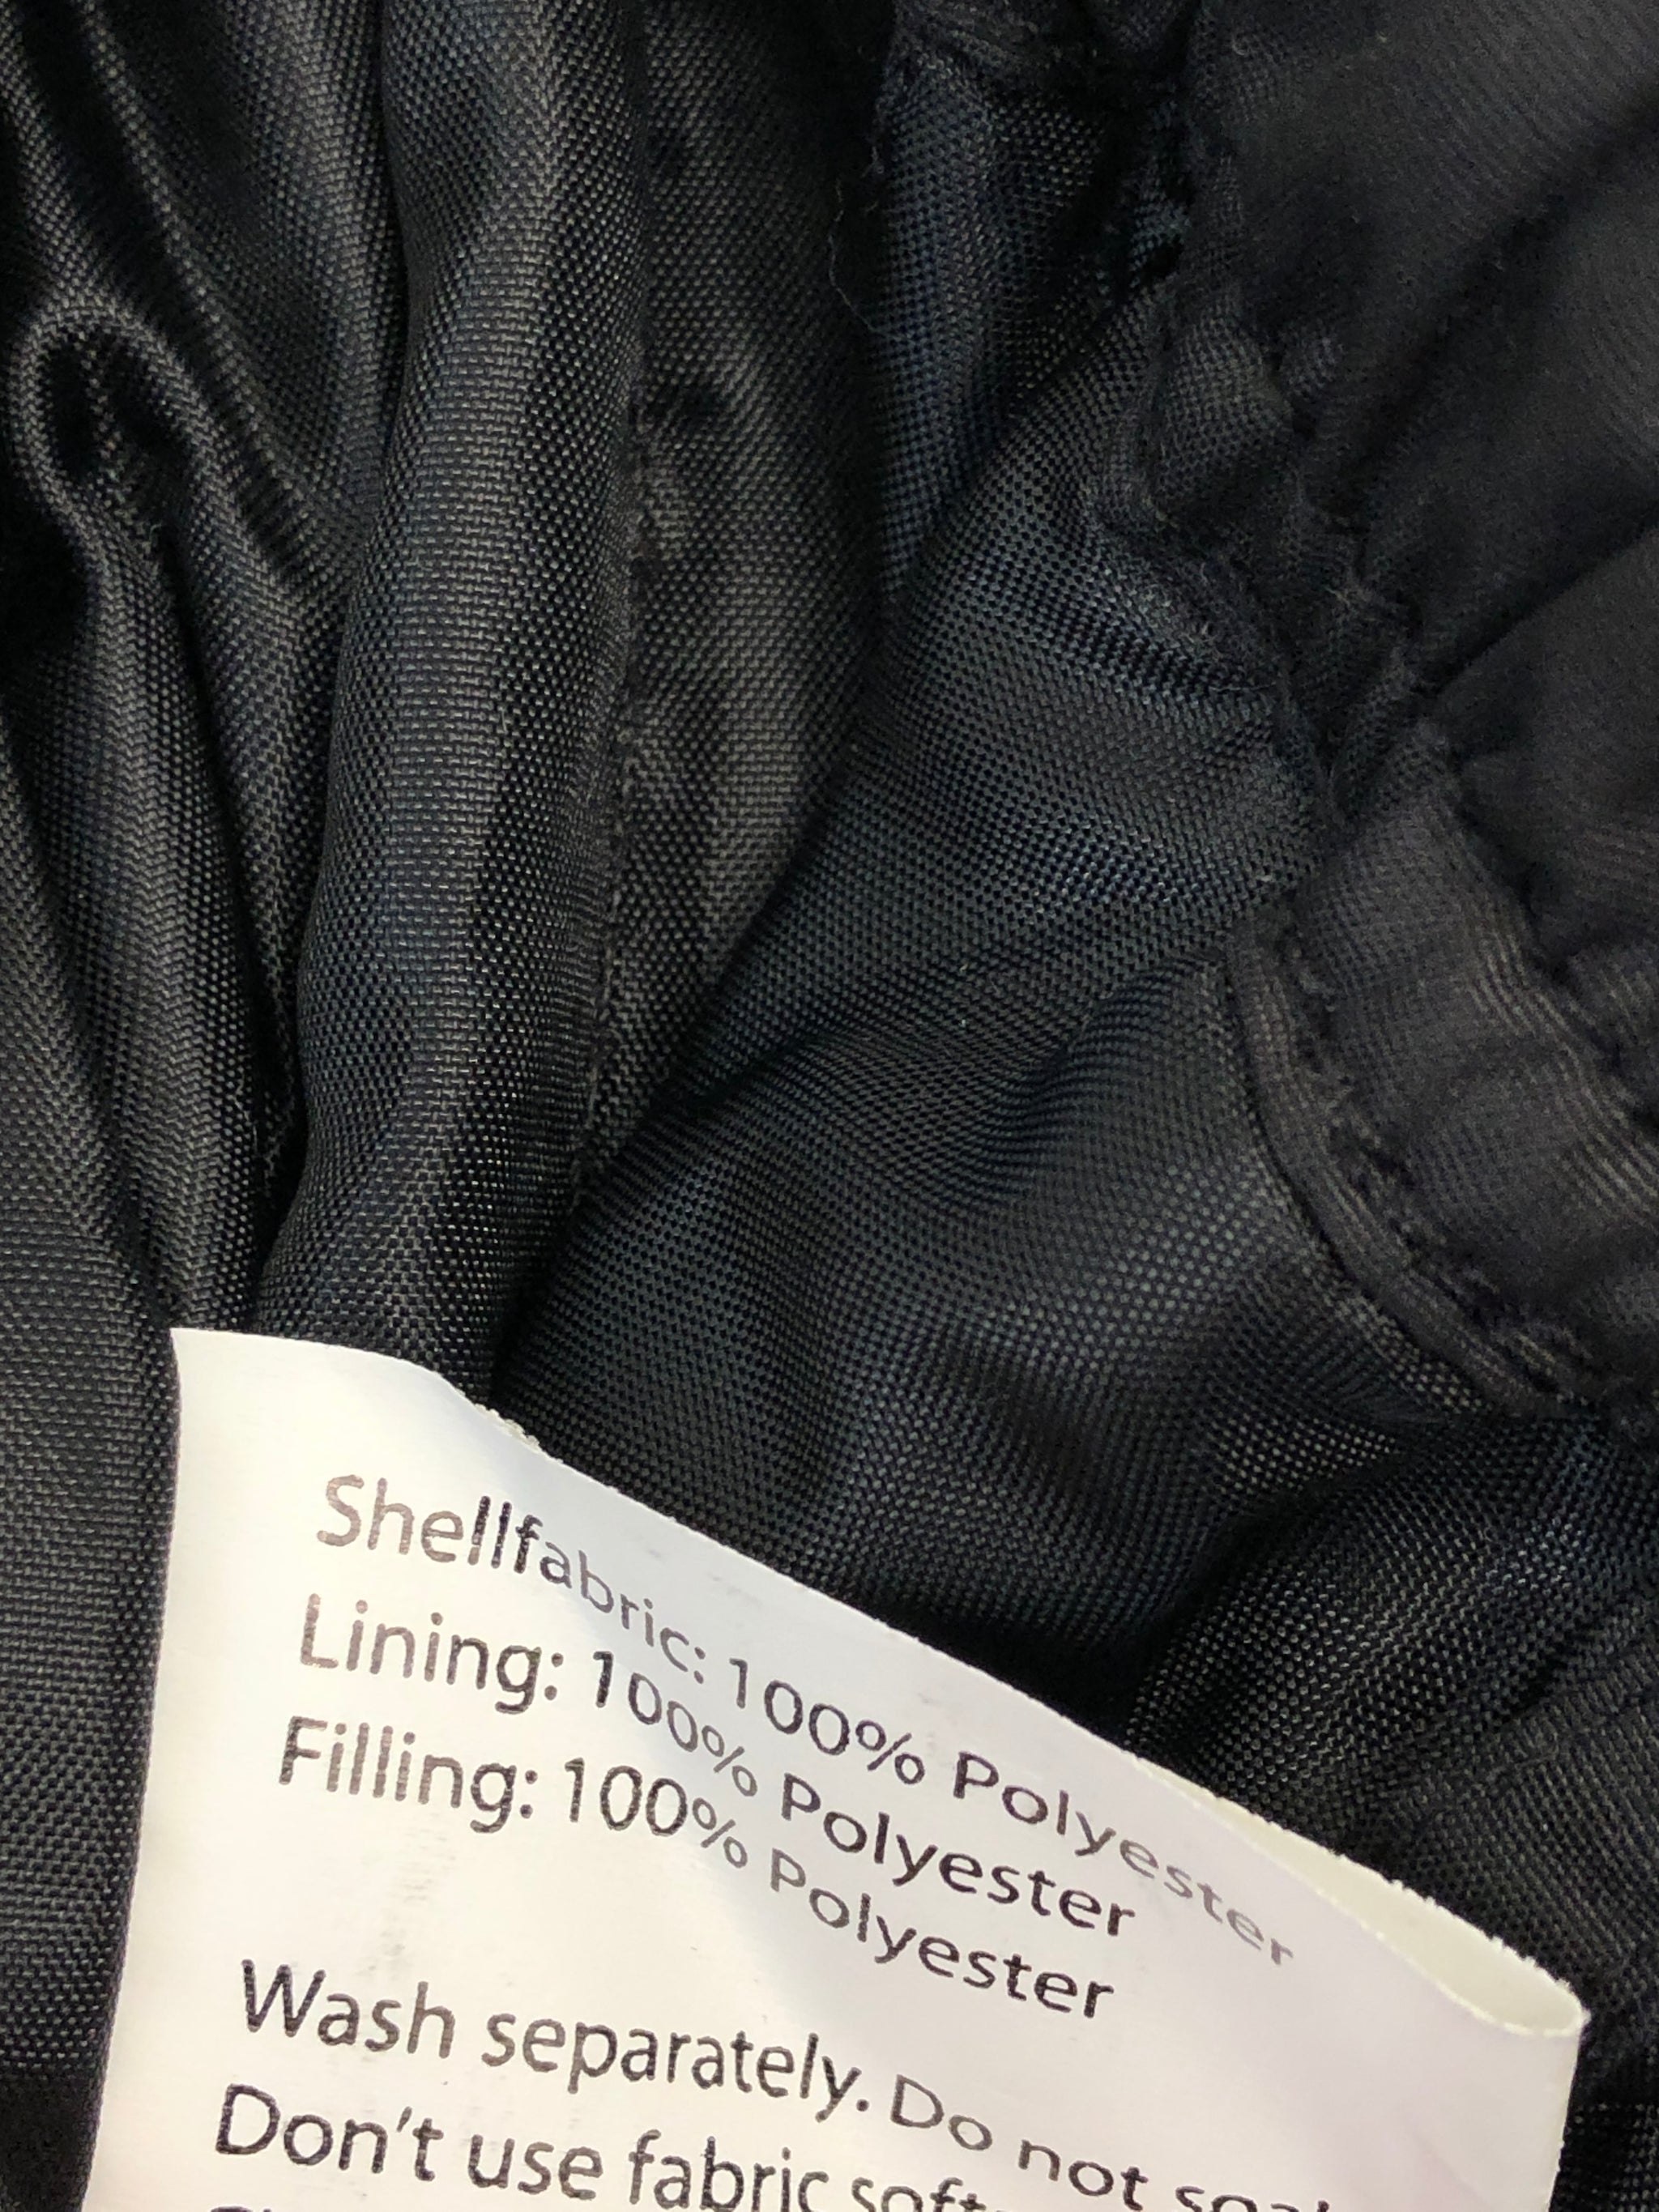 Shellfabric: 100% Polyester
Lining: 100% Polyester
Filling: 100% Polyester
Wash separately. Do not
Don't use fabric